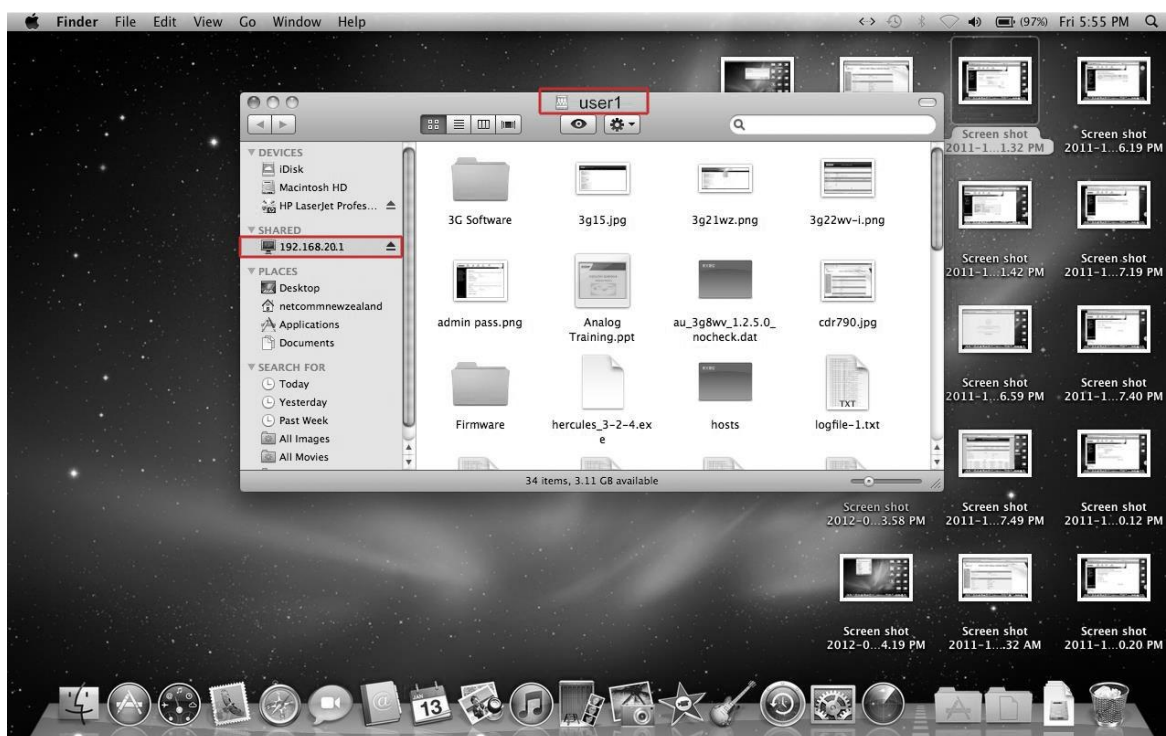 Finder File Edit View Go Window Help (97%) Fri 5:55 PM
user1
DEVICES
iDisk
Macintosh HD
HP LaserJet Profes...
SHARED
192.168.20.1
PLACES
Desktop
netcommnewzealand
Applications
Documents
SEARCH FOR
Today
Yesterday
Past Week
All Images
All Movies
3G Software 3g15.jpg 3g21wz.png 3g22wv-i.png
admin pass.png Analog au_3g8wv_1.2.5.0_ cdr790.jpg
Training.ppt nocheck.dat
TXT
Firmware hercules_3-2-4.ex hosts logfile-1.txt
e
34 items, 3.11 GB available
Screen shot Screen shot
2011-1...1.32 PM 2011-1...6.19 PM
Screen shot Screen shot
2011-1...1.42 PM 2011-1...7.19 PM
Screen shot Screen shot
2011-1...6.59 PM 2011-1...7.40 PM
Screen shot Screen shot Screen shot
2012-0...3.58 PM 2011-1...7.49 PM 2011-1...0.12 PM
Screen shot Screen shot Screen shot
2012-0...4.19 PM 2011-1...32 AM 2011-1...0.20 PM
JAN
13